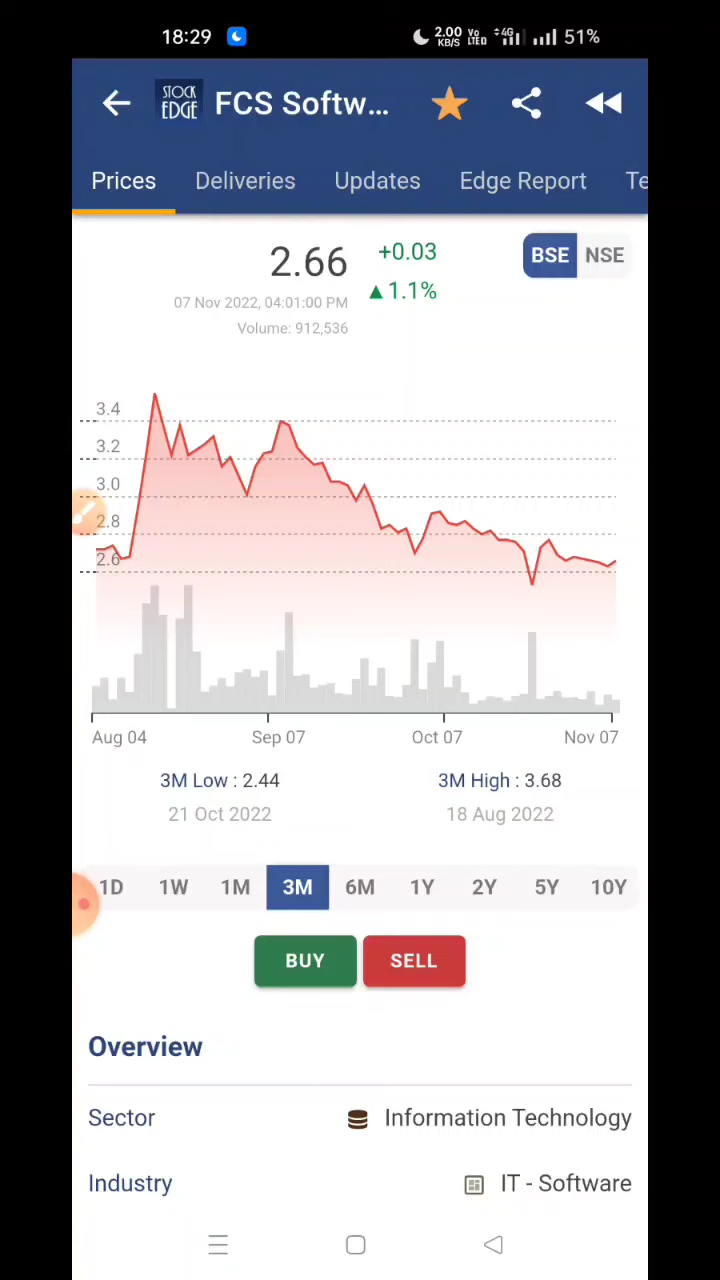 18:29 2.00 KB/S Vo LTED 4G 51%
STOCK EDGE FCS Softw...
Prices Deliveries Updates Edge Report Te
2.66 +0.03 BSE NSE
07 Nov 2022, 04:01:00 PM ▲1.1%
Volume: 912,536
3.4
3.2
3.0
2.8
2.6
Aug 04 Sep 07 Oct 07 Nov 07
3M Low : 2.44 3M High : 3.68
21 Oct 2022 18 Aug 2022
1D 1W 1M 3M 6M 1Y 2Y 5Y 10Y
BUY SELL
Overview
Sector Information Technology
Industry IT - Software